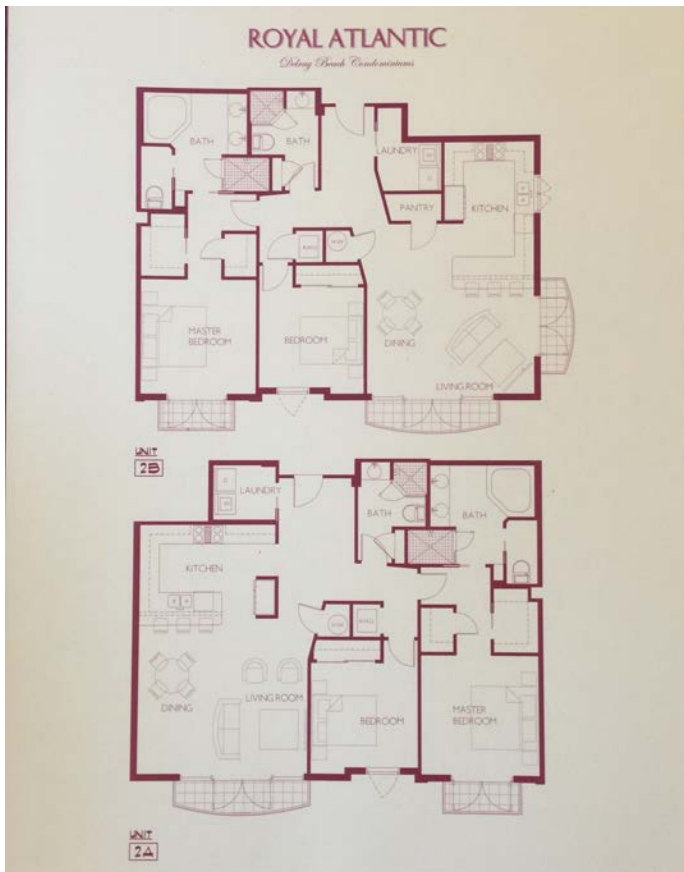 ROYAL ATLANTIC
Delray Beach Condominiums
BATH
BATH
LAUNDRY
PANTRY
KITCHEN
MASTER
BEDROOM
BEDROOM
DINING
LIVING ROOM
UNIT
2B
LAUNDRY
BATH
BATH
KITCHEN
LIVING ROOM
DINING
BEDROOM
MASTER
BEDROOM
UNIT
2A